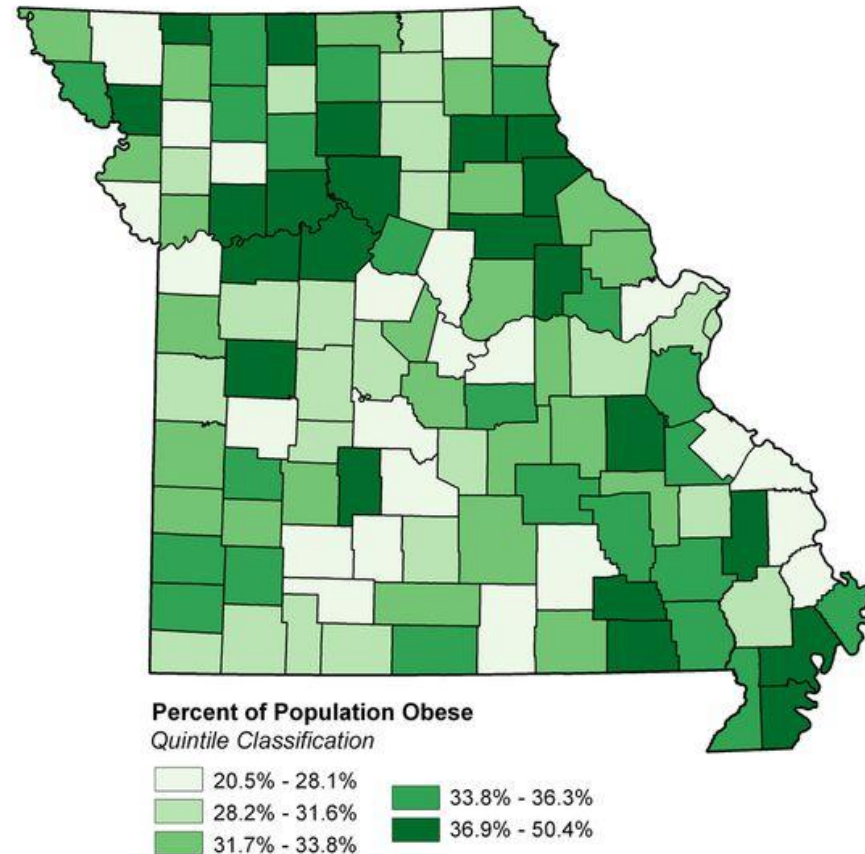 Percent of Population Obese
Quintile Classification
20.5% - 28.1%
28.2% - 31.6%
31.7% - 33.8%
33.8% - 36.3%
36.9% - 50.4%